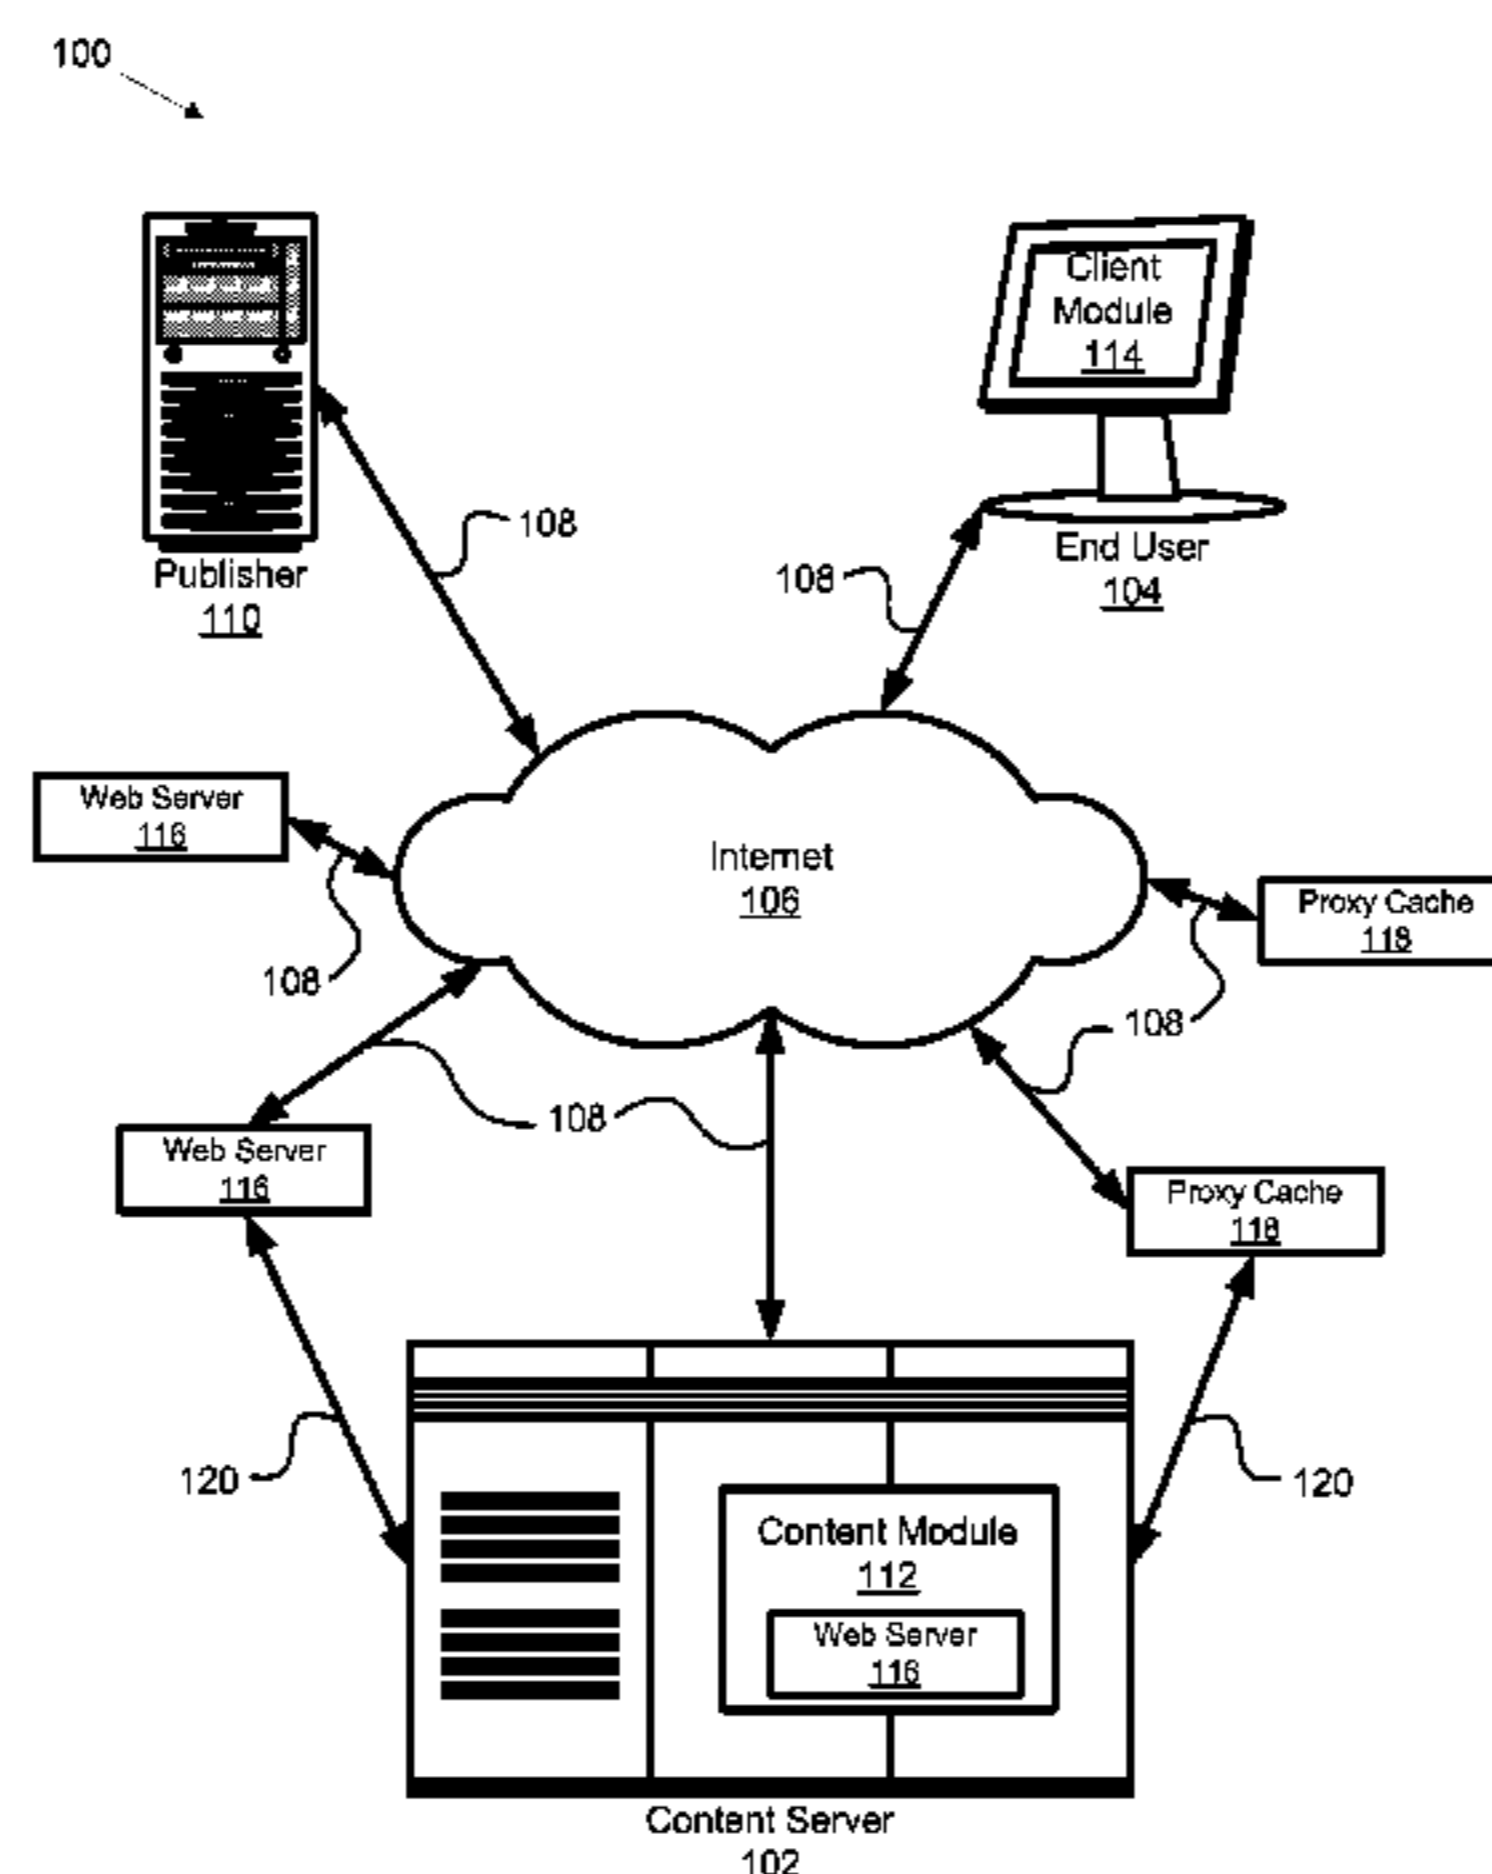 100
Client
Module
114
Publisher
110
108
End User
104
108
Web Server
116
Internet
106
Proxy Cache
118
108
108
108
Web Server
116
Proxy Cache
118
120
120
Content Module
112
Web Server
116
Content Server
102